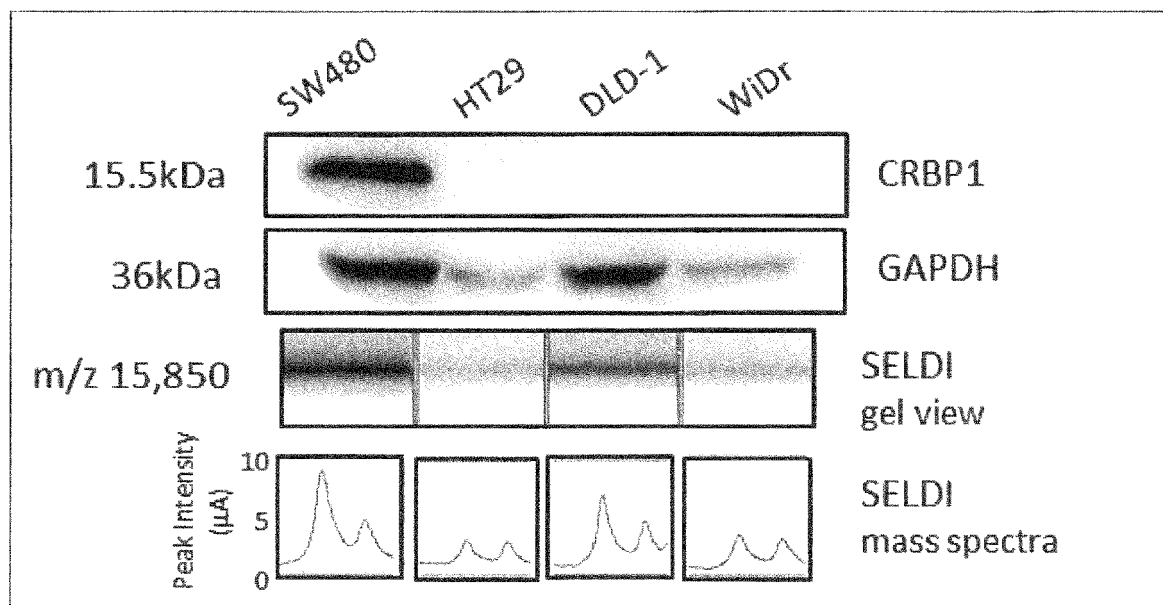 SW480 HT29 DLD-1 WiDr
15.5kDa CRBP1
36kDa GAPDH
m/z 15,850 SELDI
gel view
Peak Intensity
(µA)
10
5
0
SELDI
mass spectra